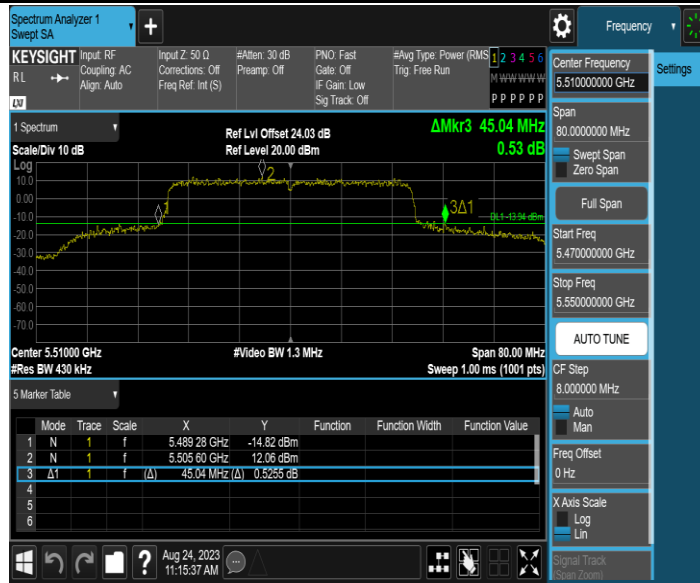 Spectrum Analyzer 1
Swept SA
+
Frequency
KEYSIGHT Input: RF Input Z: 50 Ω #Atten: 30 dB PNO: Fast #Avg Type: Power (RMS 1 2 3 4 5 6
RL Coupling: AC Corrections: Off Preamp: Off Gate: Off Trig: Free Run M W W W W W
Align: Auto Freq Ref: Int (S) IF Gain: Low
LXI Sig Track: Off P P P P P P
Center Frequency
5.510000000 GHz
Settings
Span
80.0000000 MHz
Swept Span
Zero Span
Full Span
Start Freq
5.470000000 GHz
Stop Freq
5.550000000 GHz
AUTO TUNE
CF Step
8.000000 MHz
Auto
Man
Freq Offset
0 Hz
X Axis Scale
Log
Lin
Signal Track
(Span Zoom)
1 Spectrum Ref Lvl Offset 24.03 dB ΔMkr3 45.04 MHz
Scale/Div 10 dB Ref Level 20.00 dBm 0.53 dB
Log
10.0
0.00
-10.0
-20.0
-30.0
-40.0
-50.0
-60.0
-70.0
1
2
3Δ1
DL1 -13.94 dBm
Center 5.51000 GHz #Video BW 1.3 MHz Span 80.00 MHz
#Res BW 430 kHz Sweep 1.00 ms (1001 pts)
5 Marker Table
Mode Trace Scale X Y Function Function Width Function Value
1 N 1 f 5.489 28 GHz -14.82 dBm
2 N 1 f 5.505 60 GHz 12.06 dBm
3 Δ1 1 f (Δ) 45.04 MHz (Δ) 0.5255 dB
4
5
6
? Aug 24, 2023
11:15:37 AM